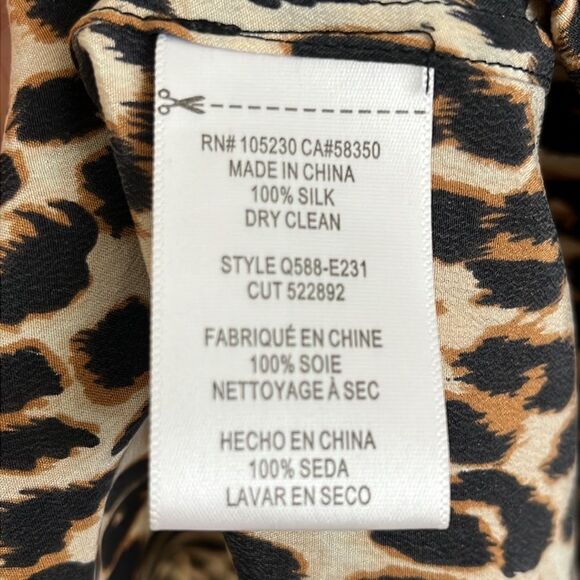 RN# 105230 CA#58350
MADE IN CHINA
100% SILK
DRY CLEAN
STYLE Q588-E231
CUT 522892
FABRIQUÉ EN CHINE
100% SOIE
NETTOYAGE À SEC
HECHO EN CHINA
100% SEDA
LAVAR EN SECO